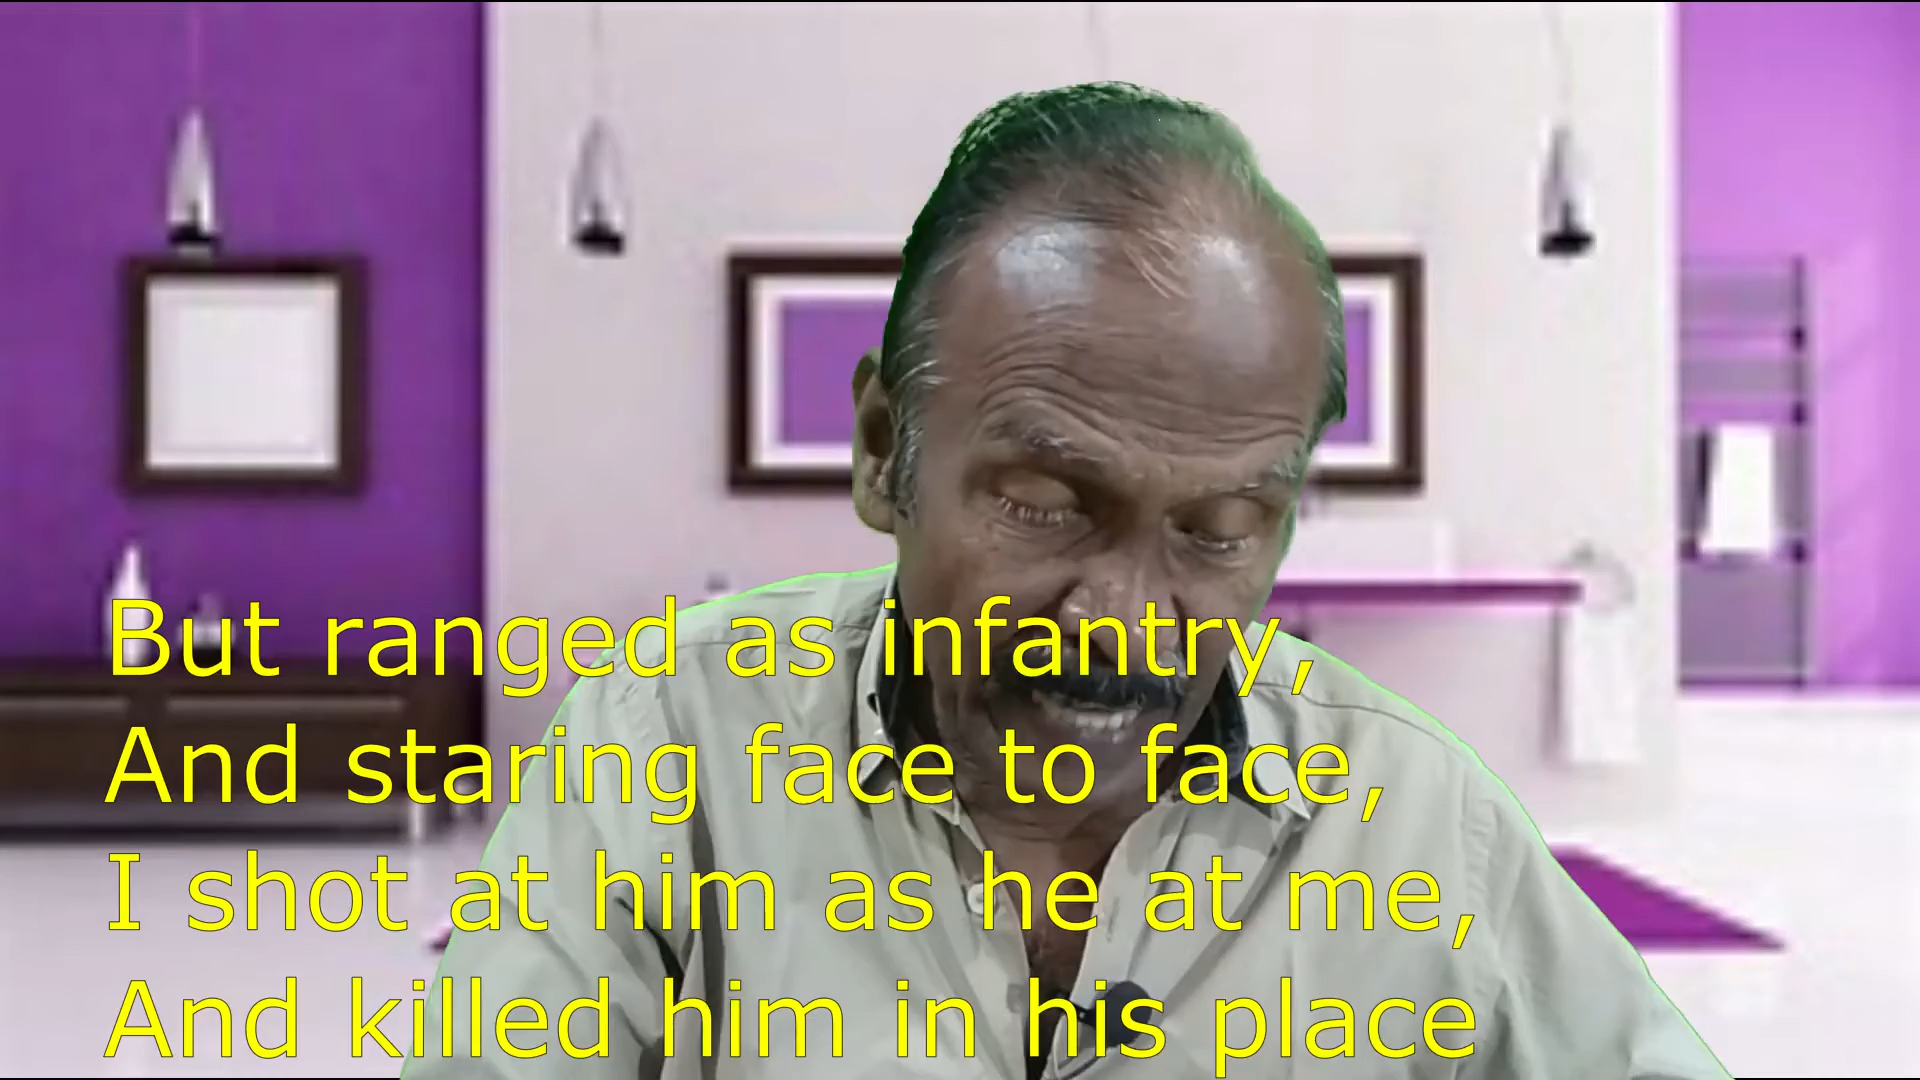 But ranged as infantry,
And staring face to face,
I shot at him as he at me,
And killed him in his place